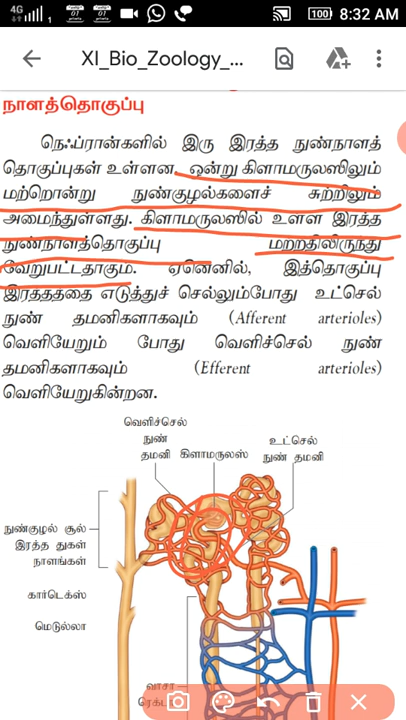 4G
1
100
8:32 AM
XI_Bio_Zoology_...
நாளத்தொகுப்பு
நெஃப்ரான்களில் இரு இரத்த நுண்நாளத்
தொகுப்புகள் உள்ளன. ஒன்று கிளாமருலஸிலும்
மற்றொன்று நுண்குழல்களைச் சுற்றிலும்
அமைந்துள்ளது. கிளாமருலஸில் உள்ள இரத்த
நுண்நாளத்தொகுப்பு மற்றதிலிருந்து
வேறுபட்டதாகும். ஏனெனில், இத்தொகுப்பு
இரத்தத்தை எடுத்துச் செல்லும்போது உட்செல்
நுண் தமனிகளாகவும் (Afferent arterioles)
வெளியேறும் போது வெளிச்செல் நுண்
தமனிகளாகவும் (Efferent arterioles)
வெளியேறுகின்றன.
வெளிச்செல்
நுண்
தமனி
கிளாமருலஸ்
உட்செல்
நுண் தமனி
நுண்குழல் சூல்
இரத்த துகள்
நாளங்கள்
கார்டெக்ஸ்
மெடுல்லா
வாசா
ரெக்டா